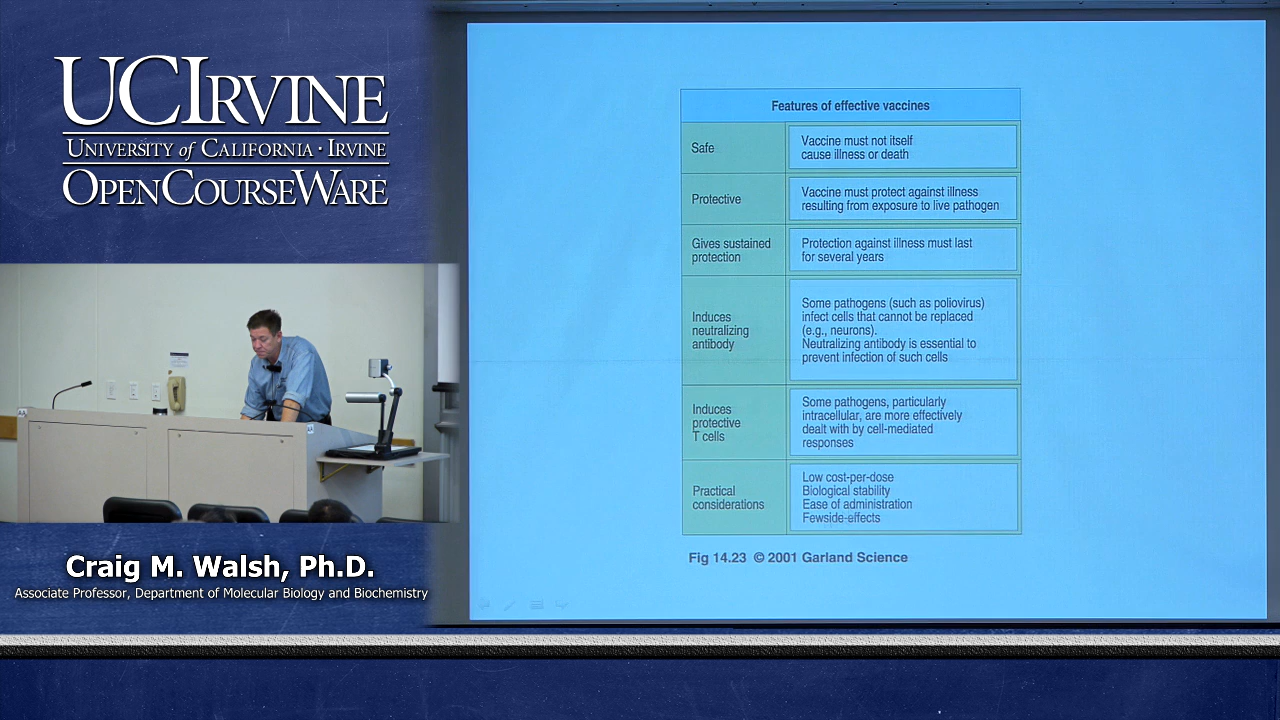 UCIRVINE
UNIVERSITY of CALIFORNIA · IRVINE
OPENCOURSEWARE
Craig M. Walsh, Ph.D.
Associate Professor, Department of Molecular Biology and Biochemistry
Features of effective vaccines
Safe
Vaccine must not itself
cause illness or death
Protective
Vaccine must protect against illness
resulting from exposure to live pathogen
Gives sustained
protection
Protection against illness must last
for several years
Induces
neutralizing
antibody
Some pathogens (such as poliovirus)
infect cells that cannot be replaced
(e.g., neurons).
Neutralizing antibody is essential to
prevent infection of such cells
Induces
protective
T cells
Some pathogens, particularly
intracellular, are more effectively
dealt with by cell-mediated
responses
Practical
considerations
Low cost-per-dose
Biological stability
Ease of administration
Fewside-effects
Fig 14.23 © 2001 Garland Science